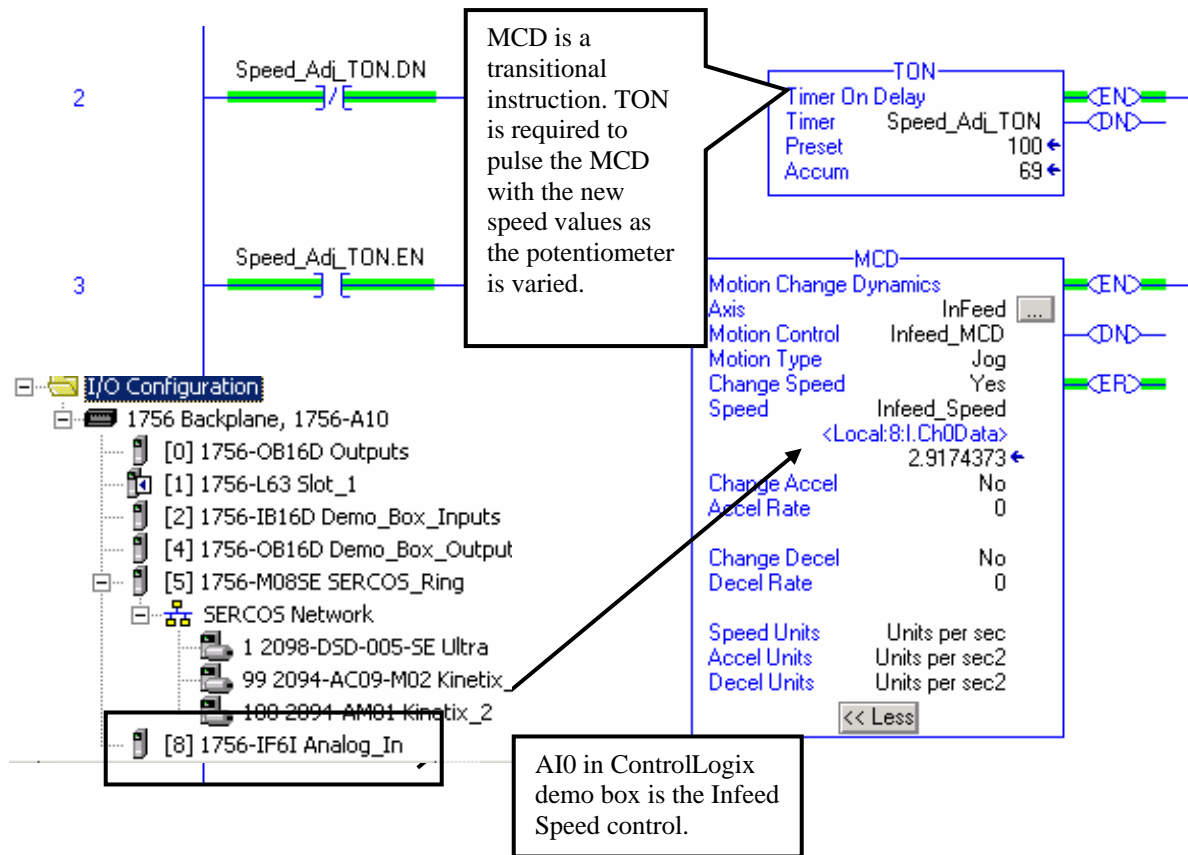 MCD is a
transitional
instruction. TON
is required to
pulse the MCD
with the new
speed values as
the potentiometer
is varied.
2
Speed_Adj_TON.DN
TON
Timer On Delay
Timer Speed_Adj_TON
Preset 100
Accum 69
EN
DN
3
Speed_Adj_TON.EN
MCD
Motion Change Dynamics
Axis InFeed ...
Motion Control Infeed_MCD
Motion Type Jog
Change Speed Yes
Speed Infeed_Speed
<Local:8:I.Ch0Data>
2.9174373
Change Accel No
Accel Rate 0
Change Decel No
Decel Rate 0
Speed Units Units per sec
Accel Units Units per sec2
Decel Units Units per sec2
<< Less
EN
DN
ER
I/O Configuration
1756 Backplane, 1756-A10
[0] 1756-OB16D Outputs
[1] 1756-L63 Slot_1
[2] 1756-IB16D Demo_Box_Inputs
[4] 1756-OB16D Demo_Box_Output
[5] 1756-M08SE SERCOS_Ring
SERCOS Network
1 2098-DSD-005-SE Ultra
99 2094-AC09-M02 Kinetix_
100 2094-AM01 Kinetix_2
[8] 1756-IF6I Analog_In
AI0 in ControlLogix
demo box is the Infeed
Speed control.